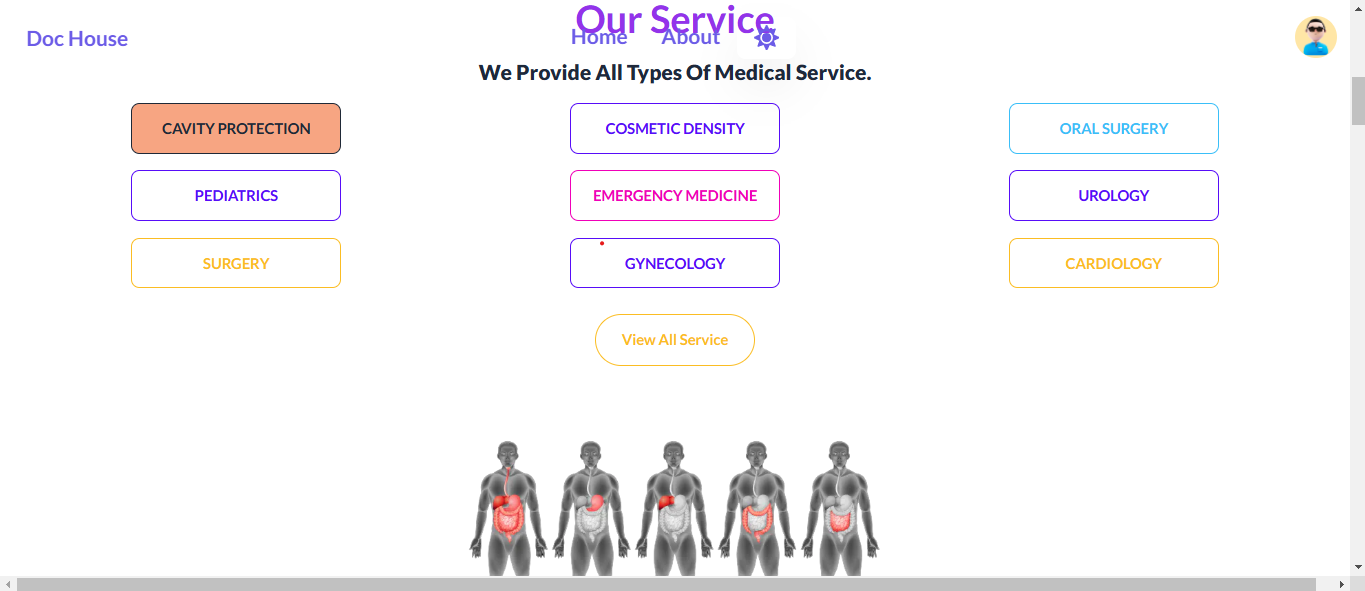 Our Service
Doc House
Home About
We Provide All Types Of Medical Service.
CAVITY PROTECTION
COSMETIC DENSITY
ORAL SURGERY
PEDIATRICS
EMERGENCY MEDICINE
UROLOGY
SURGERY
GYNECOLOGY
CARDIOLOGY
View All Service